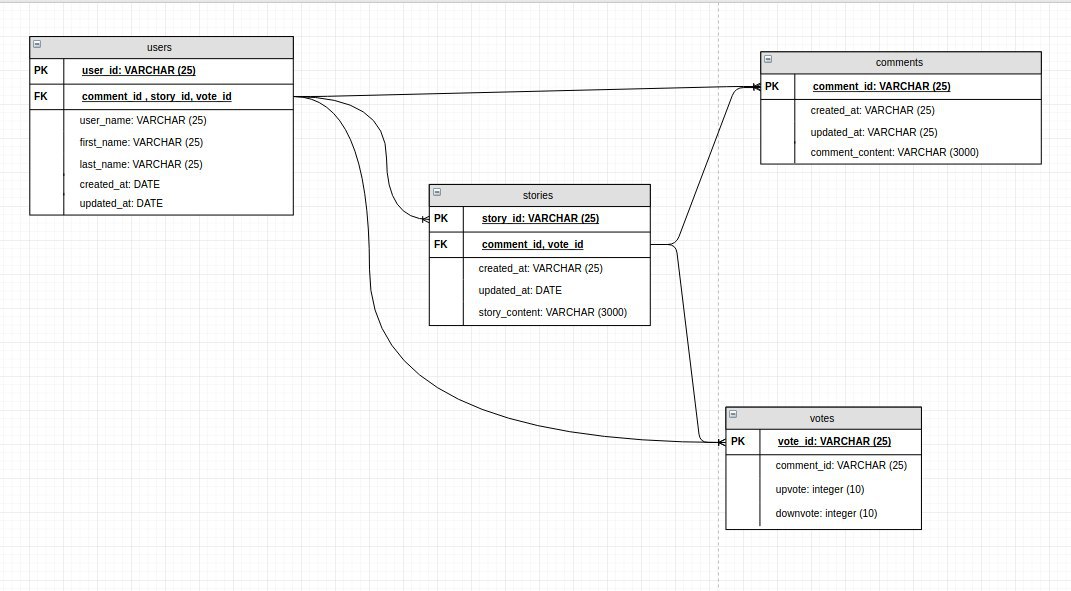 users
PK user_id: VARCHAR (25)
FK comment_id , story_id, vote_id
user_name: VARCHAR (25)
first_name: VARCHAR (25)
last_name: VARCHAR (25)
created_at: DATE
updated_at: DATE
comments
PK comment_id: VARCHAR (25)
created_at: VARCHAR (25)
updated_at: VARCHAR (25)
comment_content: VARCHAR (3000)
stories
PK story_id: VARCHAR (25)
FK comment_id, vote_id
created_at: VARCHAR (25)
updated_at: DATE
story_content: VARCHAR (3000)
votes
PK vote_id: VARCHAR (25)
comment_id: VARCHAR (25)
upvote: integer (10)
downvote: integer (10)